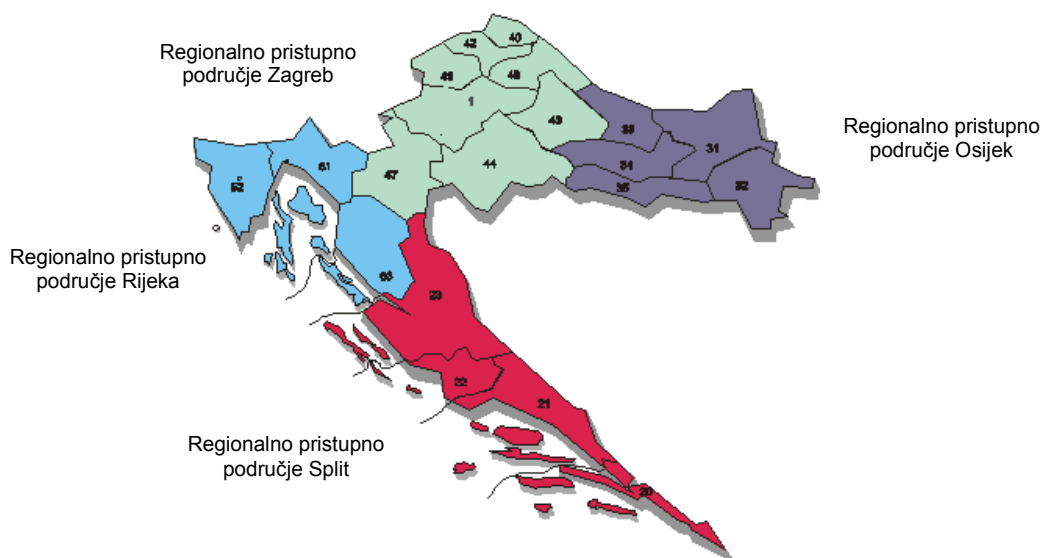 Regionalno pristupno
područje Zagreb
42
40
48
1
43
33
31
Regionalno pristupno
područje Osijek
34
32
35
44
47
51
52
Regionalno pristupno
područje Rijeka
53
23
22
21
Regionalno pristupno
područje Split
20